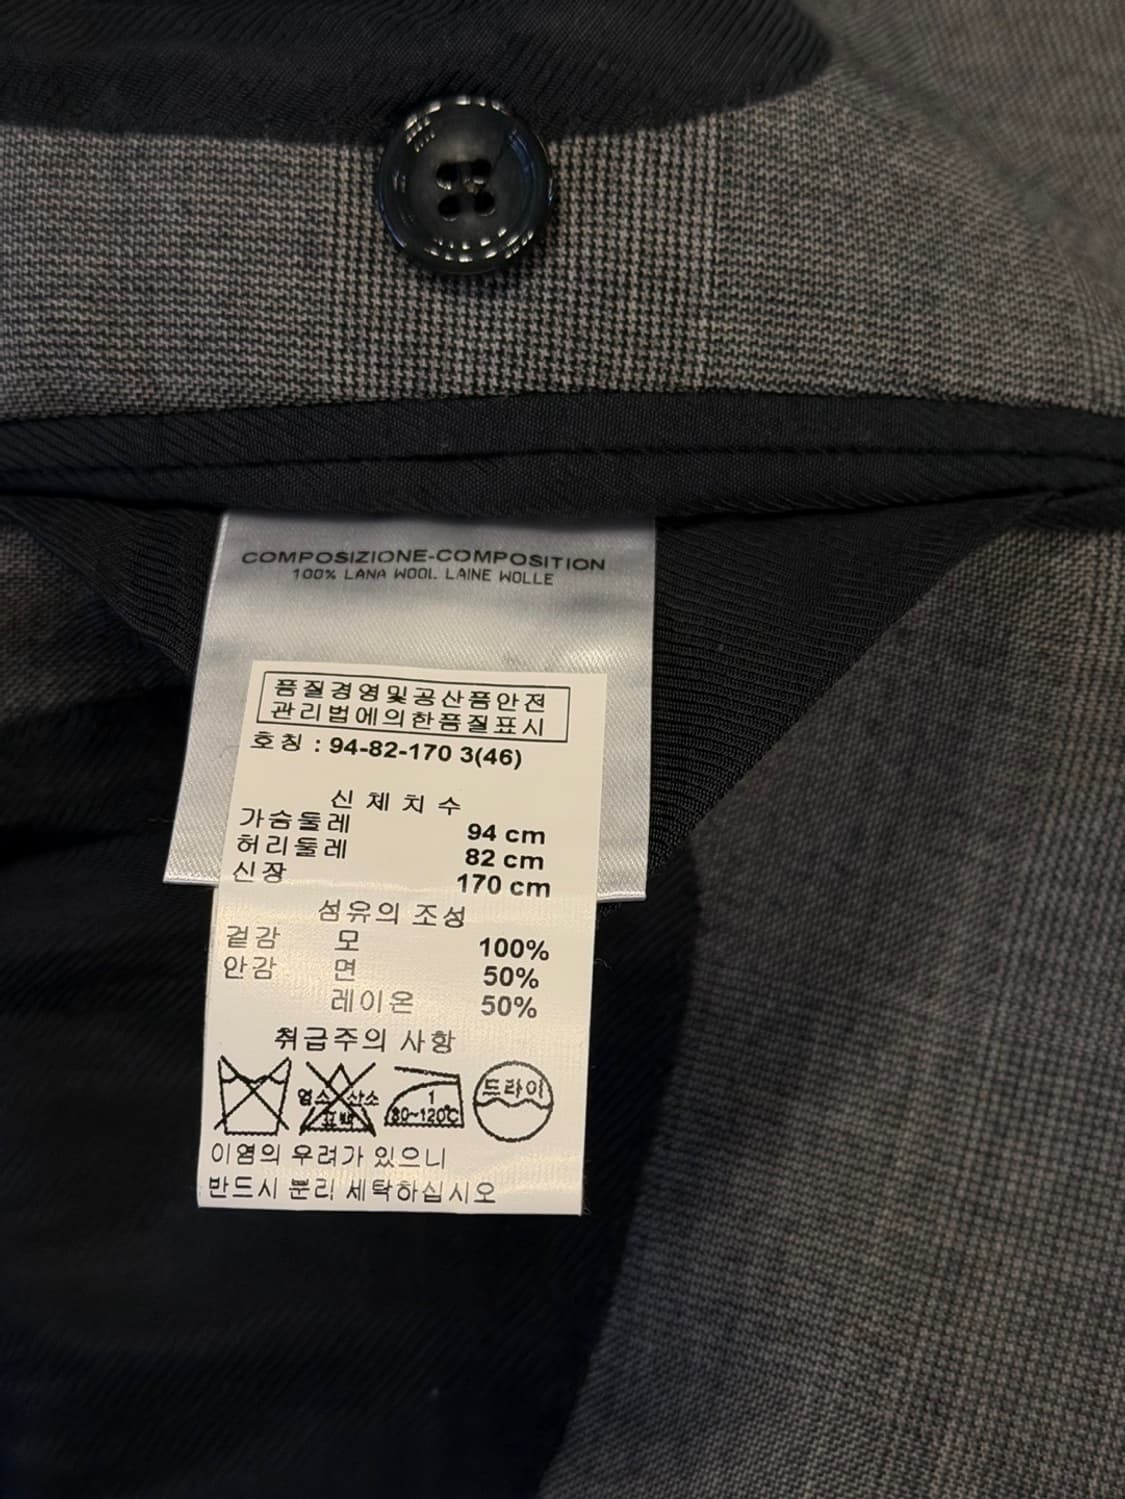 COMPOSIZIONE-COMPOSITION
100% LANA WOOL LAINE WOLLE
품질경영및공산품안전
관리법에의한품질표시
호칭 : 94-82-170 3(46)
신체치수
가슴둘레 94 cm
허리둘레 82 cm
신장 170 cm
섬유의 조성
겉감 모 100%
안감 면 50%
레이온 50%
취급주의 사항
염소 산소
표백
1
80~120℃
드라이
이염의 우려가 있으니
반드시 분리 세탁하십시오